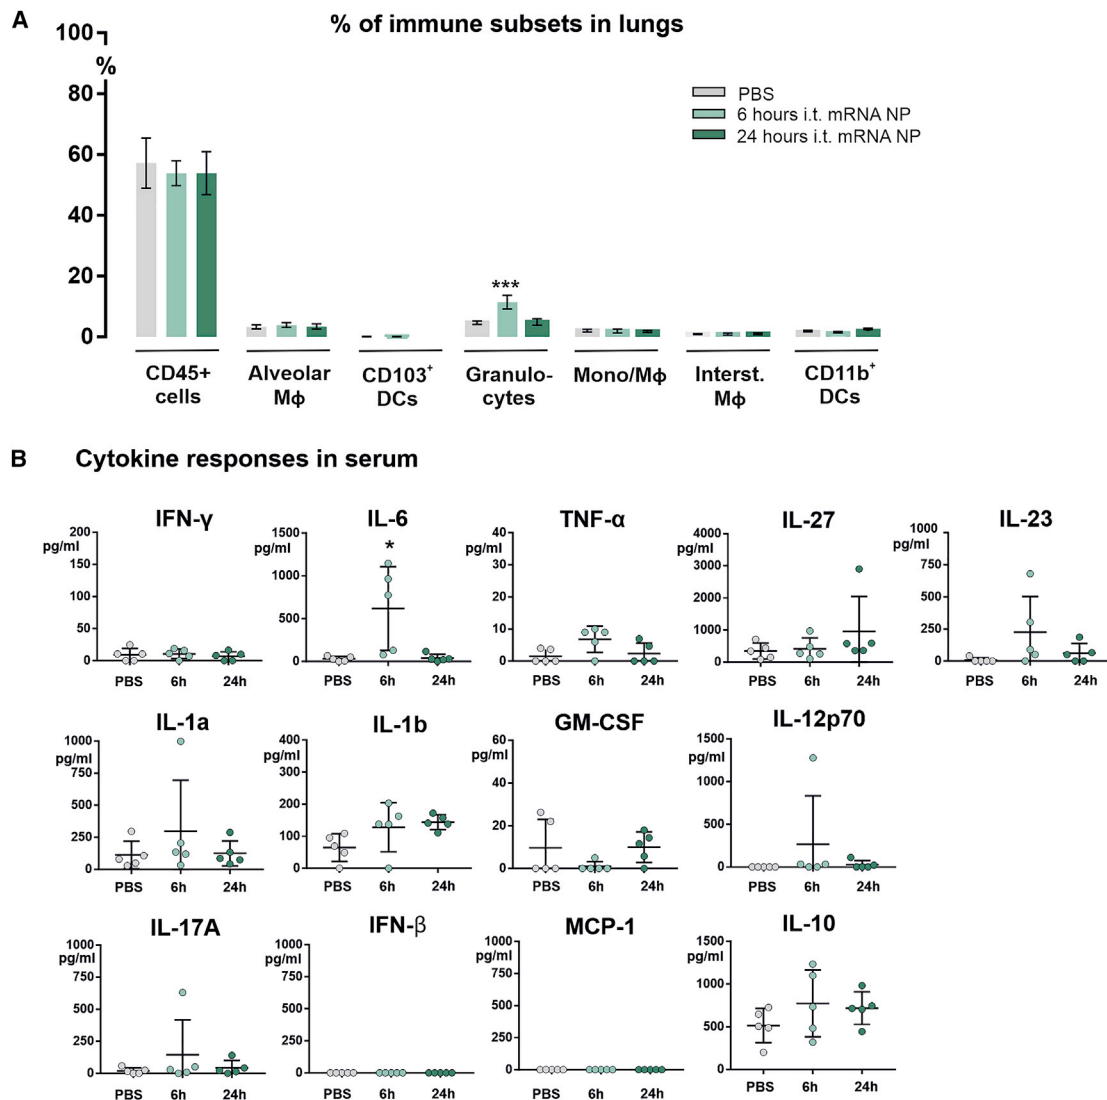 A
% of immune subsets in lungs
100
%
80
60
40
20
0
PBS
6 hours i.t. mRNA NP
24 hours i.t. mRNA NP
***
CD45+
cells
Alveolar
Mϕ
CD103+
DCs
Granulo-
cytes
Mono/Mϕ
Interst.
Mϕ
CD11b+
DCs
B
Cytokine responses in serum
IFN-γ
200
pg/ml
150
100
50
0
PBS 6h 24h
IL-6
1500
pg/ml
1000
500
0
*
PBS 6h 24h
TNF-α
40
pg/ml
30
20
10
0
PBS 6h 24h
IL-27
4000
pg/ml
3000
2000
1000
0
PBS 6h 24h
IL-23
1000
pg/ml
750
500
250
0
PBS 6h 24h
IL-1a
1000
pg/ml
750
500
250
0
PBS 6h 24h
IL-1b
400
pg/ml
300
200
100
0
PBS 6h 24h
GM-CSF
60
pg/ml
40
20
0
PBS 6h 24h
IL-12p70
1500
pg/ml
1000
500
0
PBS 6h 24h
IL-17A
1000
pg/ml
750
500
250
0
PBS 6h 24h
IFN-β
1000
pg/ml
750
500
250
0
PBS 6h 24h
MCP-1
1000
pg/ml
750
500
250
0
PBS 6h 24h
IL-10
1500
pg/ml
1000
500
0
PBS 6h 24h